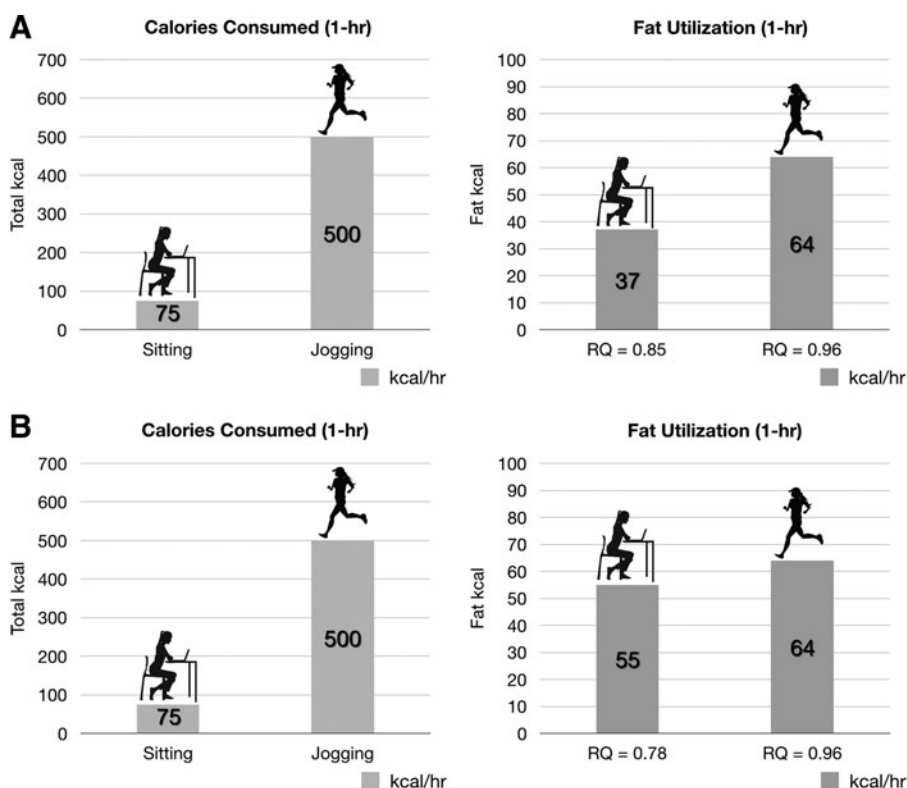 A
Calories Consumed (1-hr)
Total kcal
700
600
500
400
300
200
100
0
75
500
Sitting
Jogging
kcal/hr
Fat Utilization (1-hr)
Fat kcal
100
90
80
70
60
50
40
30
20
10
0
37
64
RQ = 0.85
RQ = 0.96
kcal/hr
B
Calories Consumed (1-hr)
Total kcal
700
600
500
400
300
200
100
0
75
500
Sitting
Jogging
kcal/hr
Fat Utilization (1-hr)
Fat kcal
100
90
80
70
60
50
40
30
20
10
0
55
64
RQ = 0.78
RQ = 0.96
kcal/hr